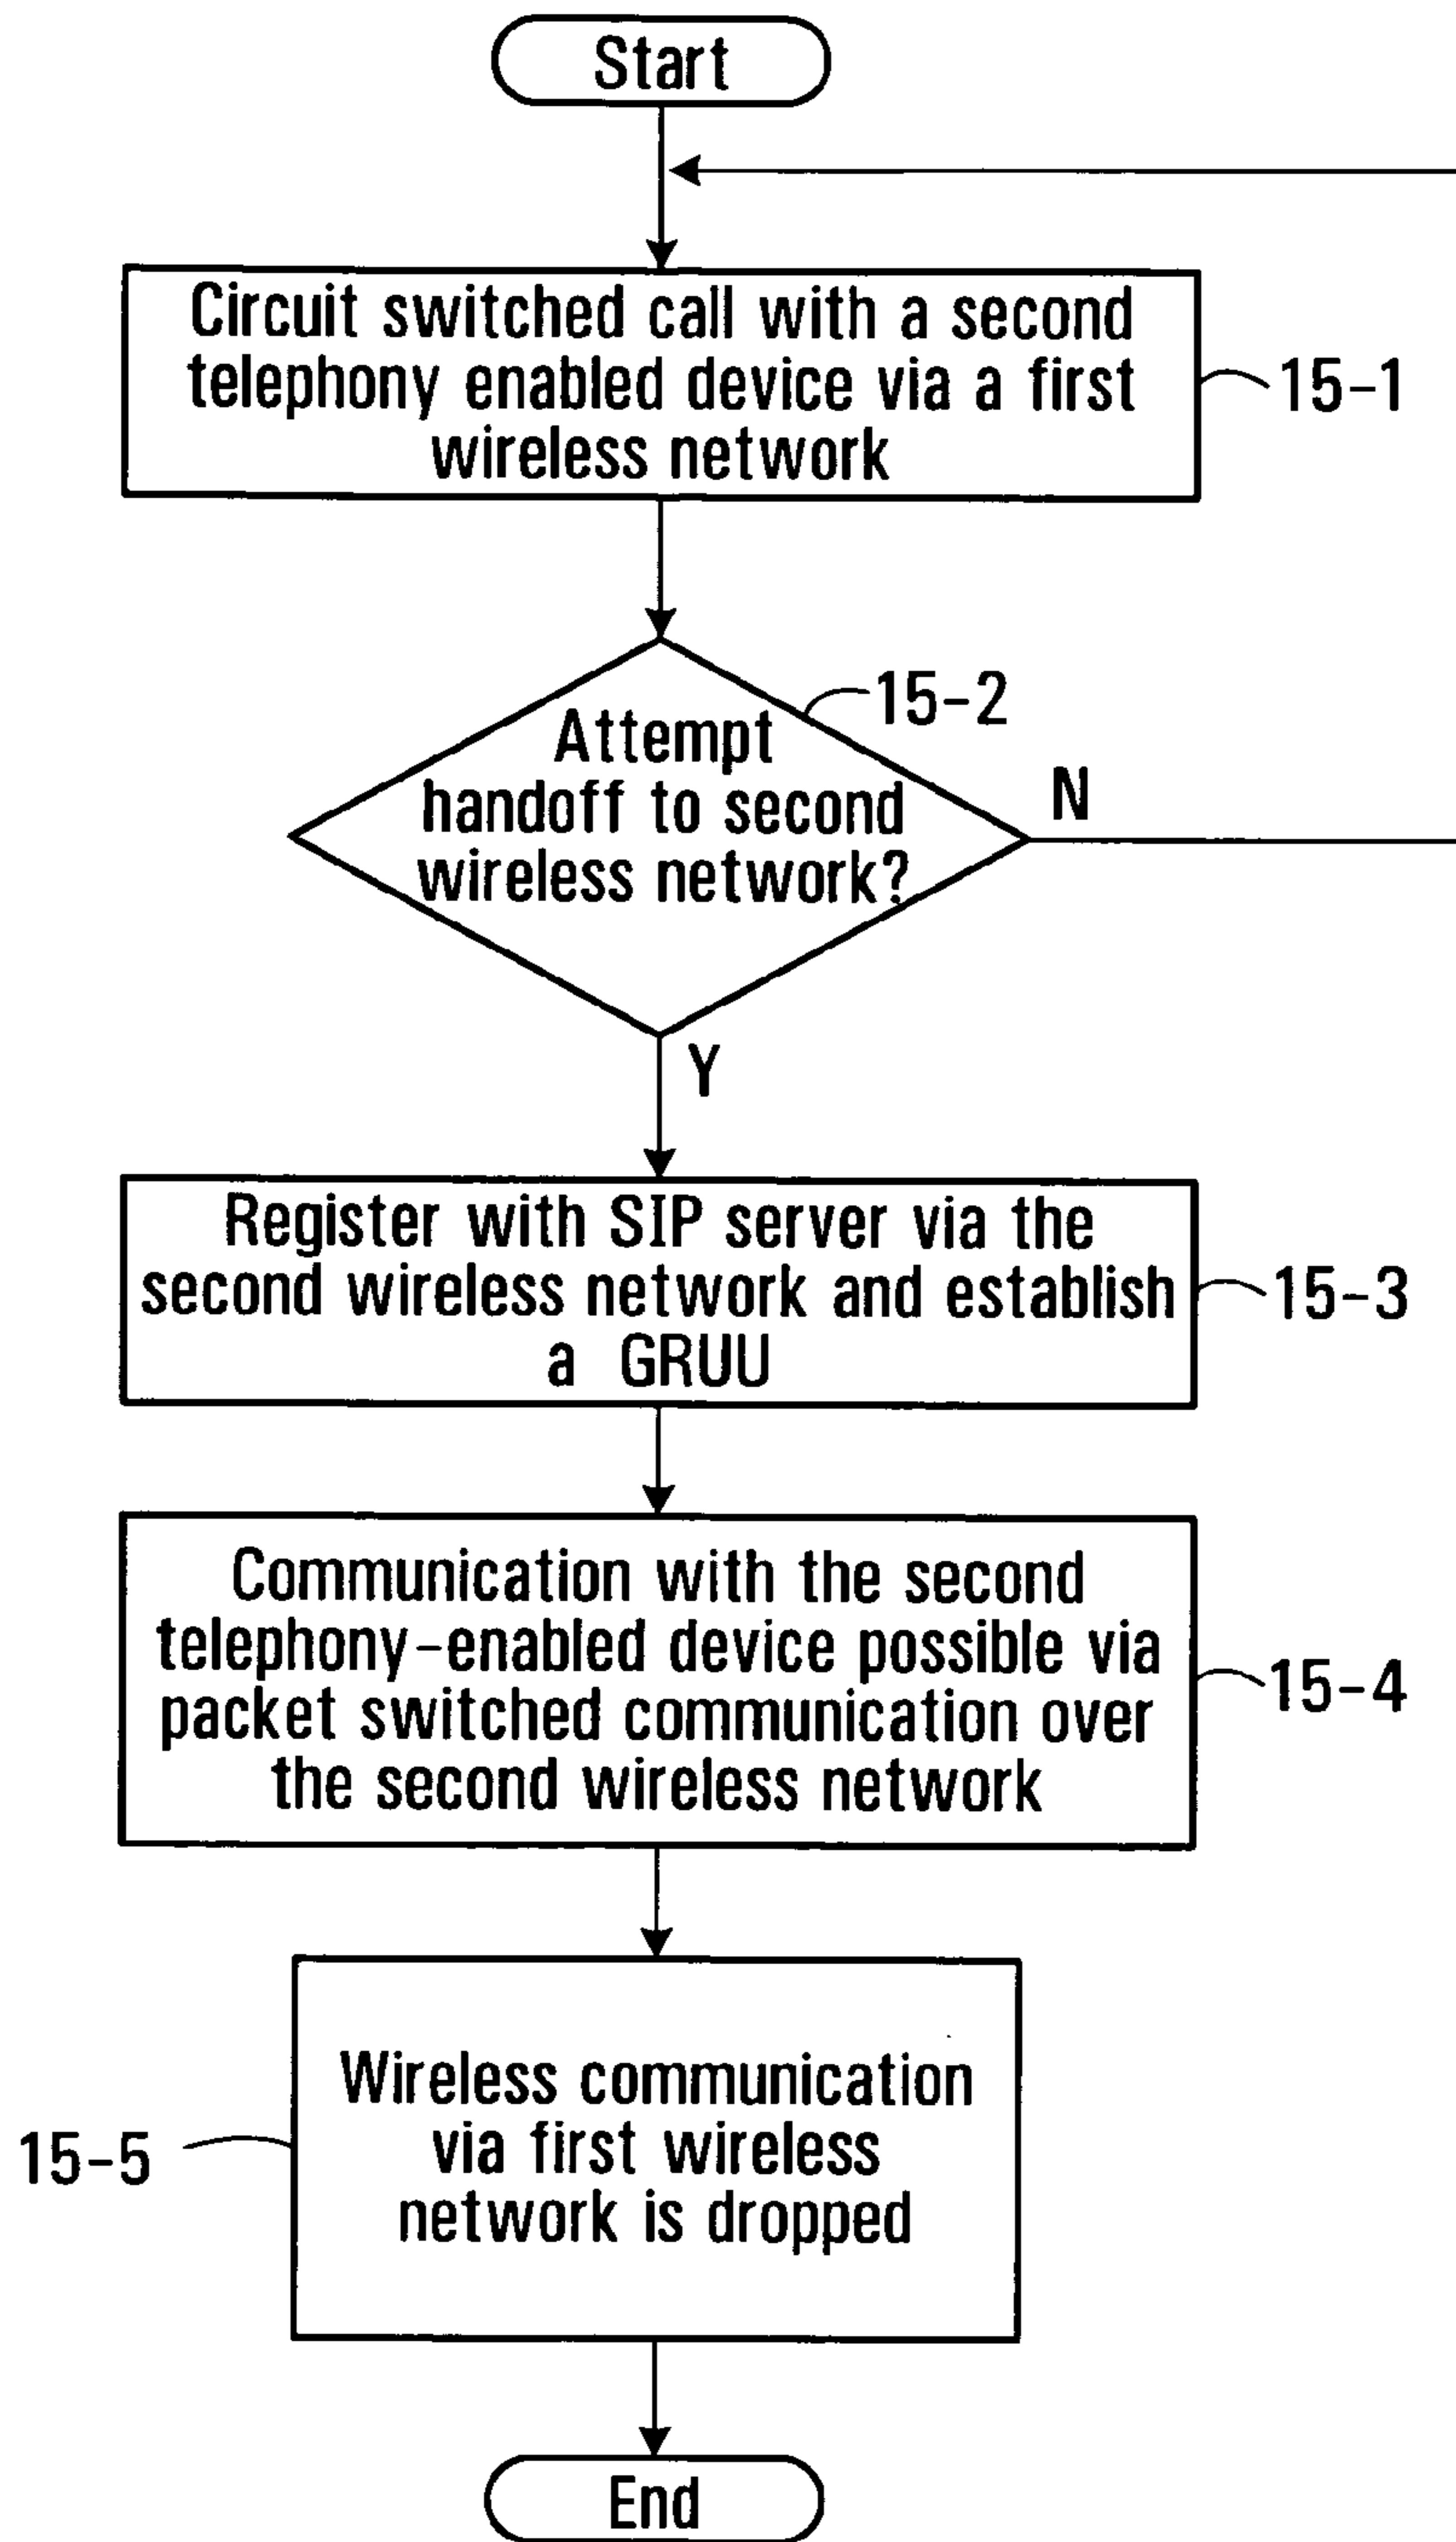 Start
Circuit switched call with a second
telephony enabled device via a first
wireless network
15-1
15-2
Attempt
handoff to second
wireless network?
N
Y
Register with SIP server via the
second wireless network and establish
a GRUU
15-3
Communication with the second
telephony-enabled device possible via
packet switched communication over
the second wireless network
15-4
Wireless communication
via first wireless
network is dropped
15-5
End